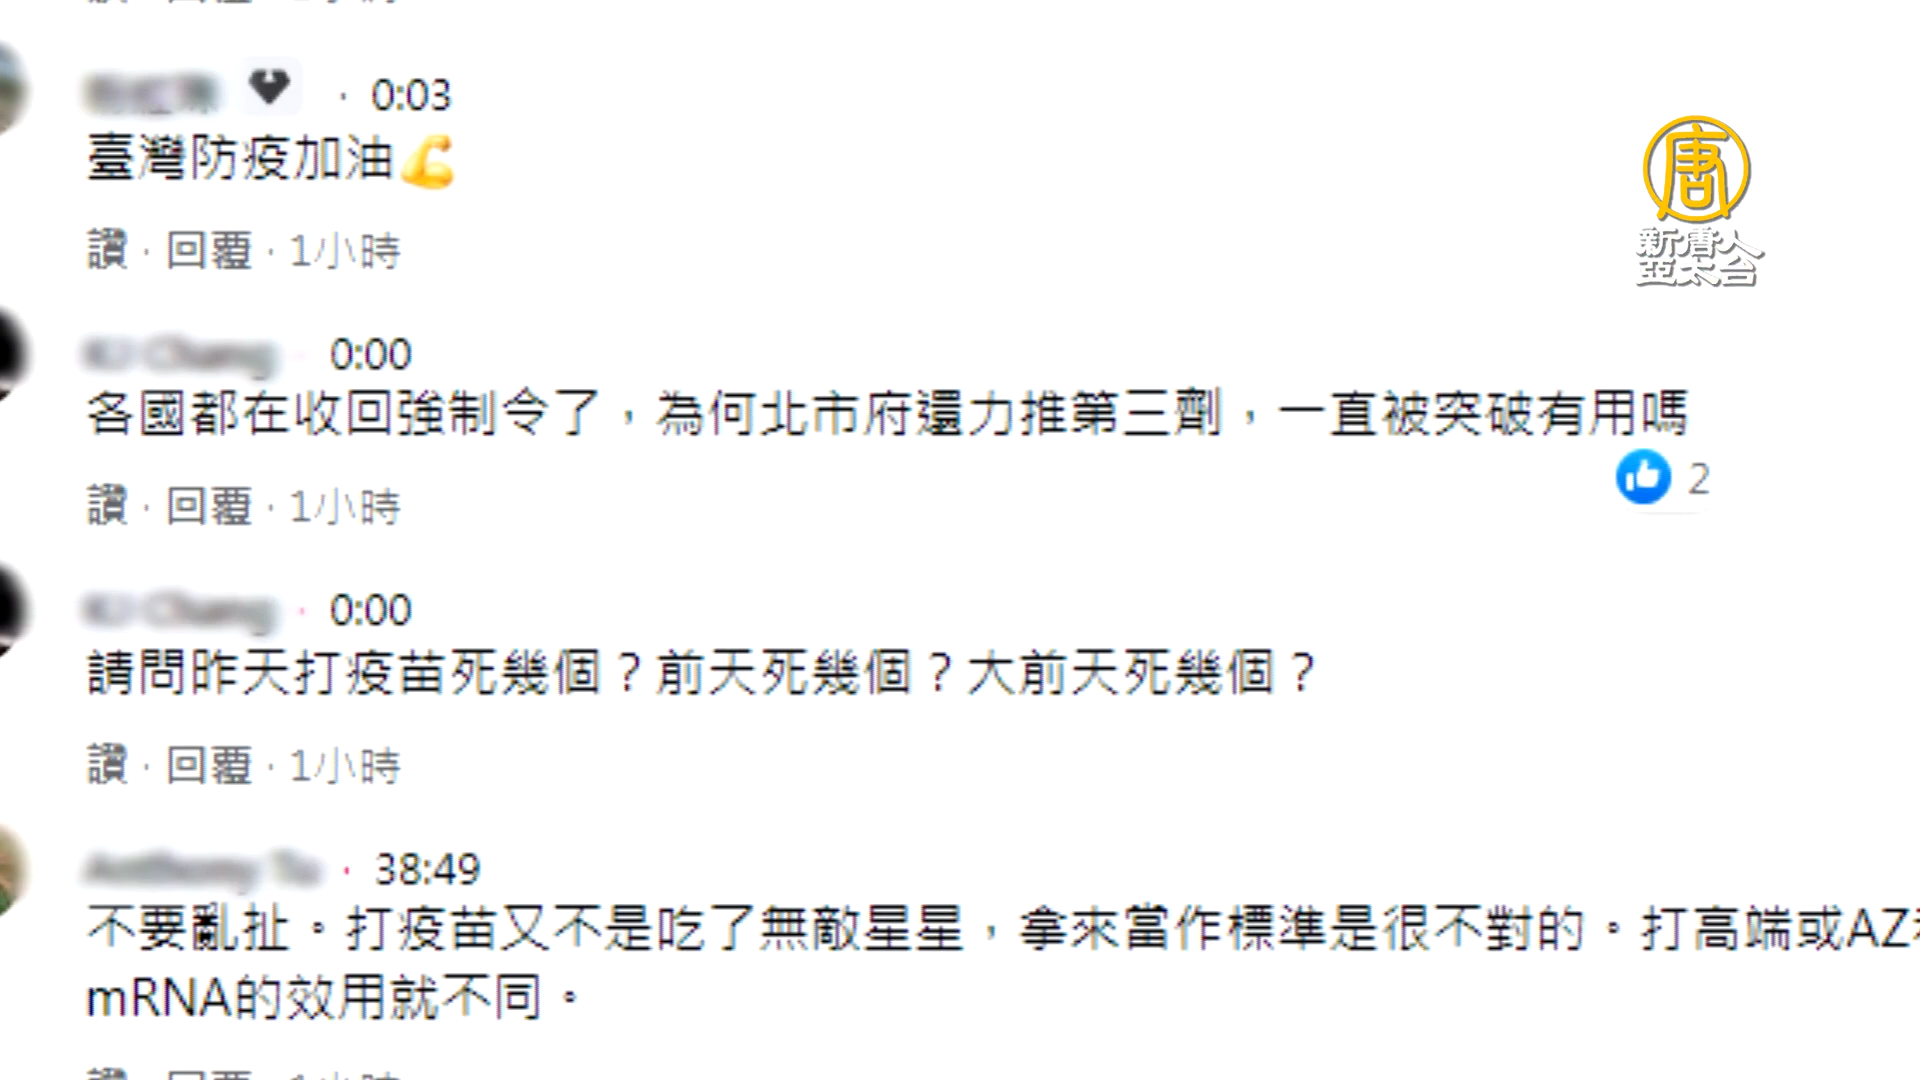 0:03
臺灣防疫加油💪
讚 · 回覆 · 1小時
唐
新唐人
亞太台
0:00
各國都在收回強制令了，為何北市府還力推第三劑，一直被突破有用嗎
2
讚 · 回覆 · 1小時
0:00
請問昨天打疫苗死幾個？前天死幾個？大前天死幾個？
讚 · 回覆 · 1小時
38:49
不要亂扯。打疫苗又不是吃了無敵星星，拿來當作標準是很不對的。打高端或AZ
mRNA的效用就不同。